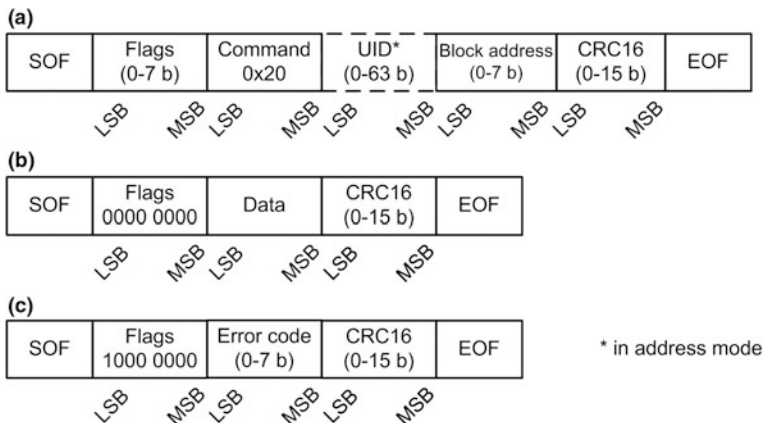 (a)
SOF Flags (0-7 b) Command 0x20 UID* (0-63 b) Block address (0-7 b) CRC16 (0-15 b) EOF
LSB MSB LSB MSB LSB MSB LSB MSB LSB MSB
(b)
SOF Flags 0000 0000 Data CRC16 (0-15 b) EOF
LSB MSB LSB MSB LSB MSB
(c)
SOF Flags 1000 0000 Error code (0-7 b) CRC16 (0-15 b) EOF
* in address mode
LSB MSB LSB MSB LSB MSB